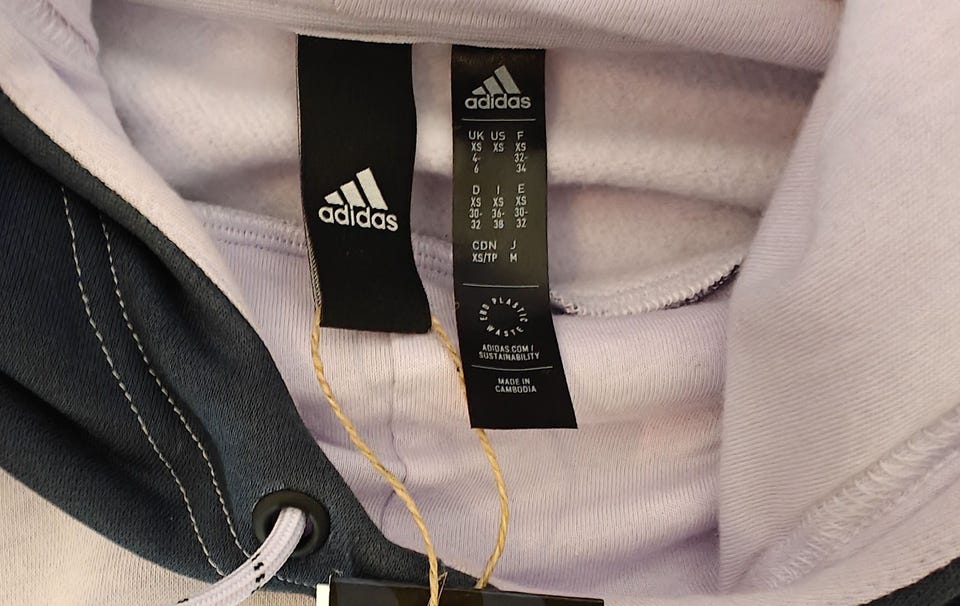 adidas
adidas
UK US F
XS XS XS
4- 32-
6 34
D I E
XS XS XS
30- 36- 30-
32 38 32
CDN J
XS/TP M
END PLASTIC WASTE
ADIDAS.COM /
SUSTAINABILITY
MADE IN
CAMBODIA